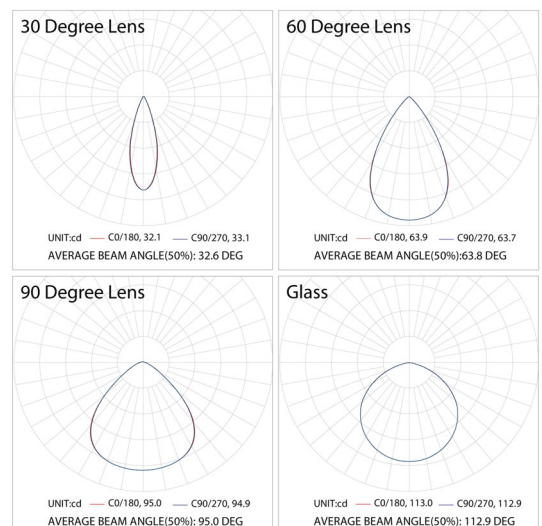 30 Degree Lens
60 Degree Lens
UNIT:cd — C0/180, 32.1 — C90/270, 33.1
AVERAGE BEAM ANGLE(50%): 32.6 DEG
UNIT:cd — C0/180, 63.9 — C90/270, 63.7
AVERAGE BEAM ANGLE(50%):63.8 DEG
90 Degree Lens
Glass
UNIT:cd — C0/180, 95.0 — C90/270, 94.9
AVERAGE BEAM ANGLE(50%): 95.0 DEG
UNIT:cd — C0/180, 113.0 — C90/270, 112.9
AVERAGE BEAM ANGLE(50%): 112.9 DEG